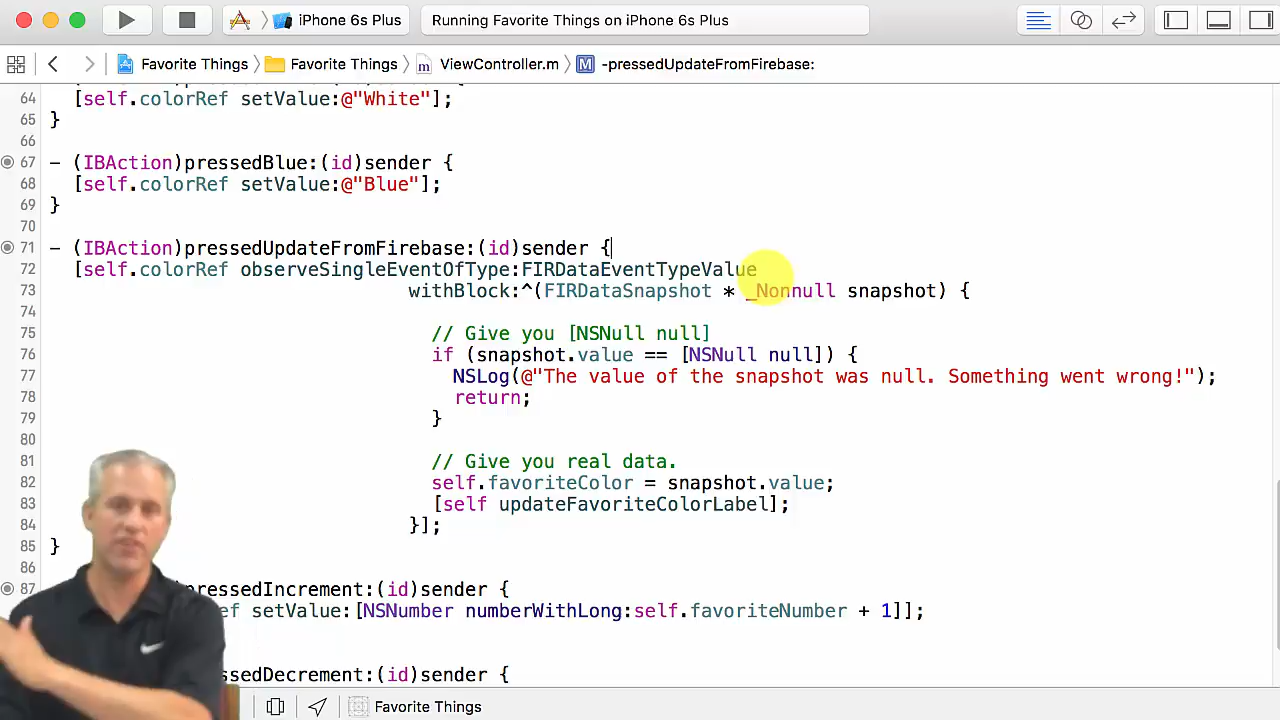 iPhone 6s Plus
Running Favorite Things on iPhone 6s Plus
Favorite Things
Favorite Things
m ViewController.m
M -pressedUpdateFromFirebase:
64 [self.colorRef setValue:@"White"];
65 }
66
67 - (IBAction)pressedBlue:(id)sender {
68 [self.colorRef setValue:@"Blue"];
69 }
70
71 - (IBAction)pressedUpdateFromFirebase:(id)sender {
72 [self.colorRef observeSingleEventOfType:FIRDataEventTypeValue
73 withBlock:^(FIRDataSnapshot * _Nonnull snapshot) {
74
75 // Give you [NSNull null]
76 if (snapshot.value == [NSNull null]) {
77 NSLog(@"The value of the snapshot was null. Something went wrong!");
78 return;
79 }
80
81 // Give you real data.
82 self.favoriteColor = snapshot.value;
83 [self updateFavoriteColorLabel];
84 }];
85 }
86
87 pressedIncrement:(id)sender {
ef setValue:[NSNumber numberWithLong:self.favoriteNumber + 1]];
ssedDecrement:(id)sender {
Favorite Things